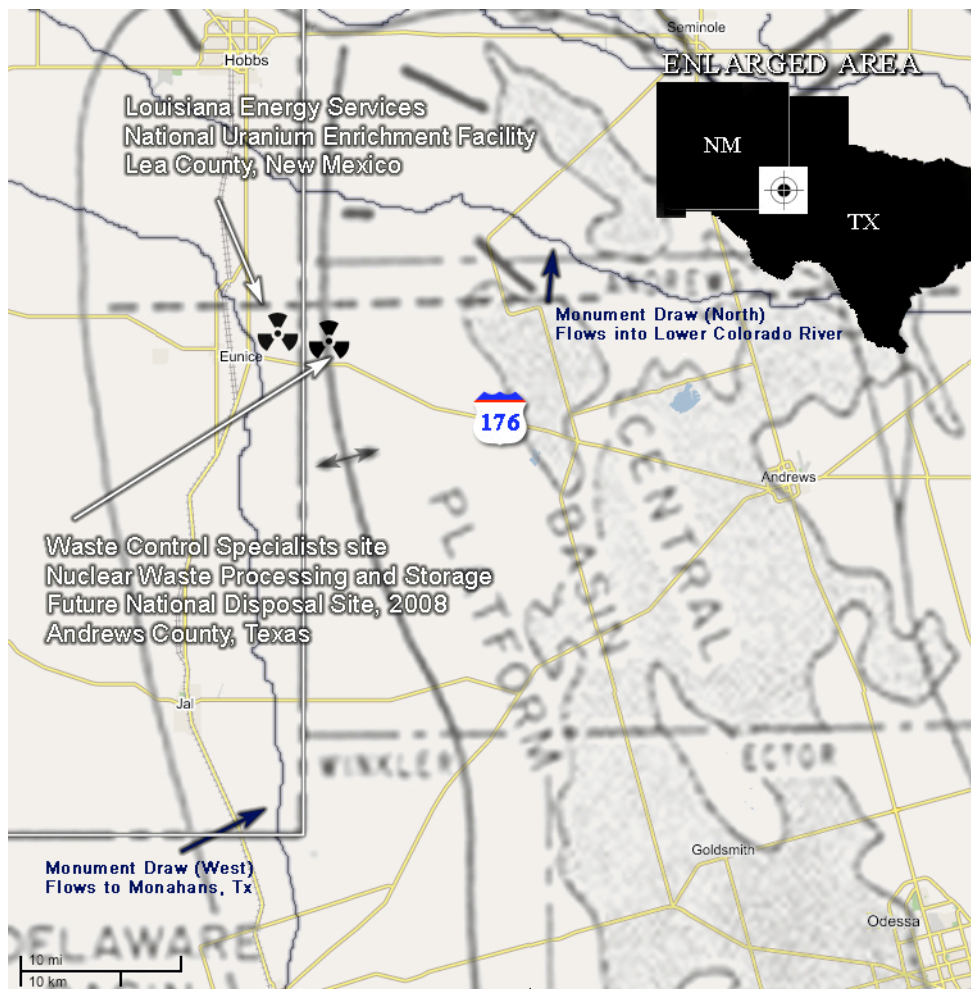 Seminole
Hobbs
ENLARGED AREA
Louisiana Energy Services
National Uranium Enrichment Facility
Lea County, New Mexico
NM
TX
ANDREWS
Monument Draw (North)
Flows into Lower Colorado River
Eunice
176
CENTRAL
BASIN
PLATFORM
Andrews
Waste Control Specialists site
Nuclear Waste Processing and Storage
Future National Disposal Site, 2008
Andrews County, Texas
Jal
WINKLER
ECTOR
Monument Draw (West)
Flows to Monahans, Tx
Goldsmith
Odessa
DELAWARE
BASIN
10 mi
10 km